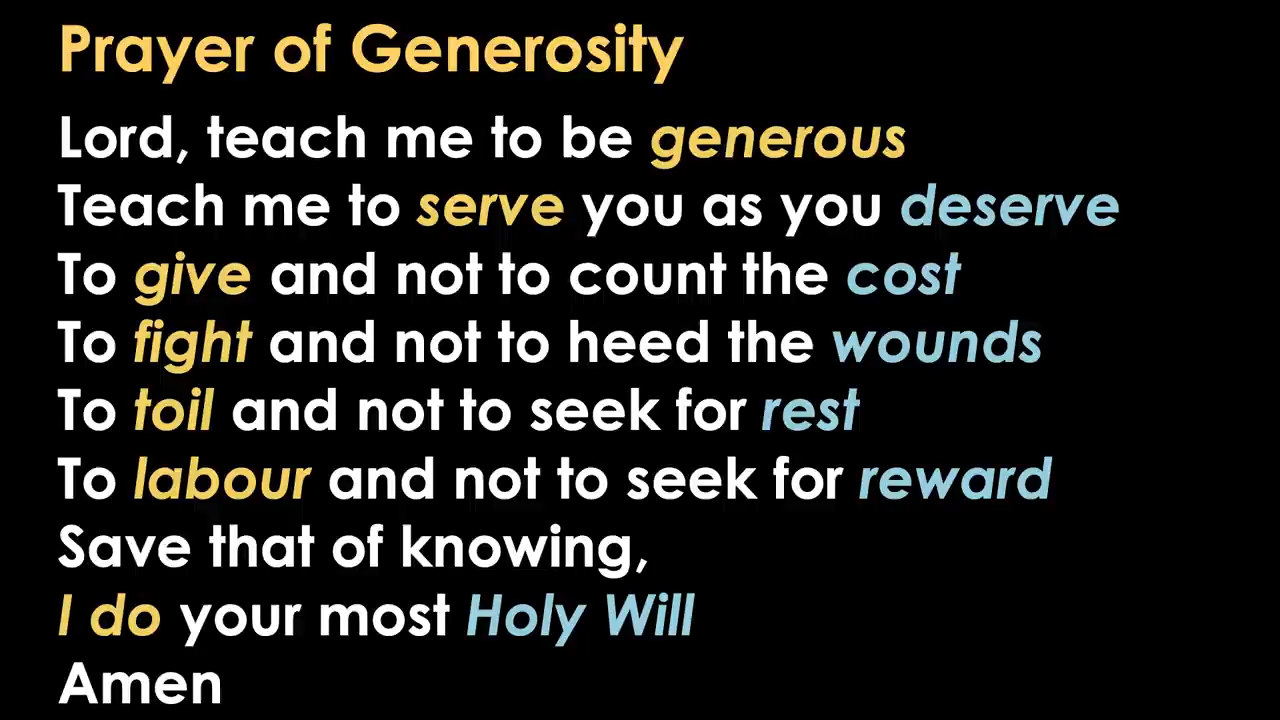 Prayer of Generosity
Lord, teach me to be generous
Teach me to serve you as you deserve
To give and not to count the cost
To fight and not to heed the wounds
To toil and not to seek for rest
To labour and not to seek for reward
Save that of knowing,
I do your most Holy Will
Amen